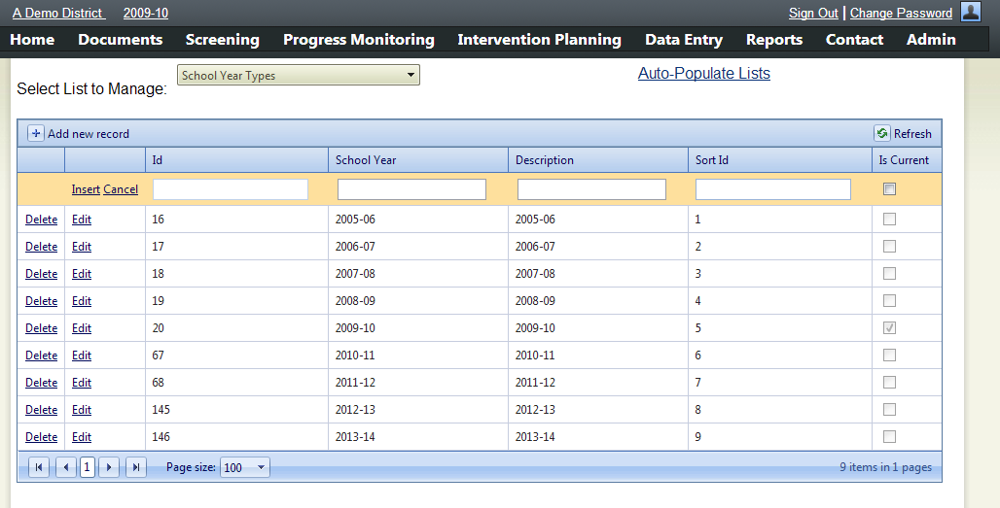 A Demo District 2009-10 Sign Out | Change Password
Home Documents Screening Progress Monitoring Intervention Planning Data Entry Reports Contact Admin
Select List to Manage: School Year Types Auto-Populate Lists
Add new record Refresh
Id School Year Description Sort Id Is Current
Insert Cancel
Delete Edit 16 2005-06 2005-06 1
Delete Edit 17 2006-07 2006-07 2
Delete Edit 18 2007-08 2007-08 3
Delete Edit 19 2008-09 2008-09 4
Delete Edit 20 2009-10 2009-10 5
Delete Edit 67 2010-11 2010-11 6
Delete Edit 68 2011-12 2011-12 7
Delete Edit 145 2012-13 2012-13 8
Delete Edit 146 2013-14 2013-14 9
1 Page size: 100 9 items in 1 pages